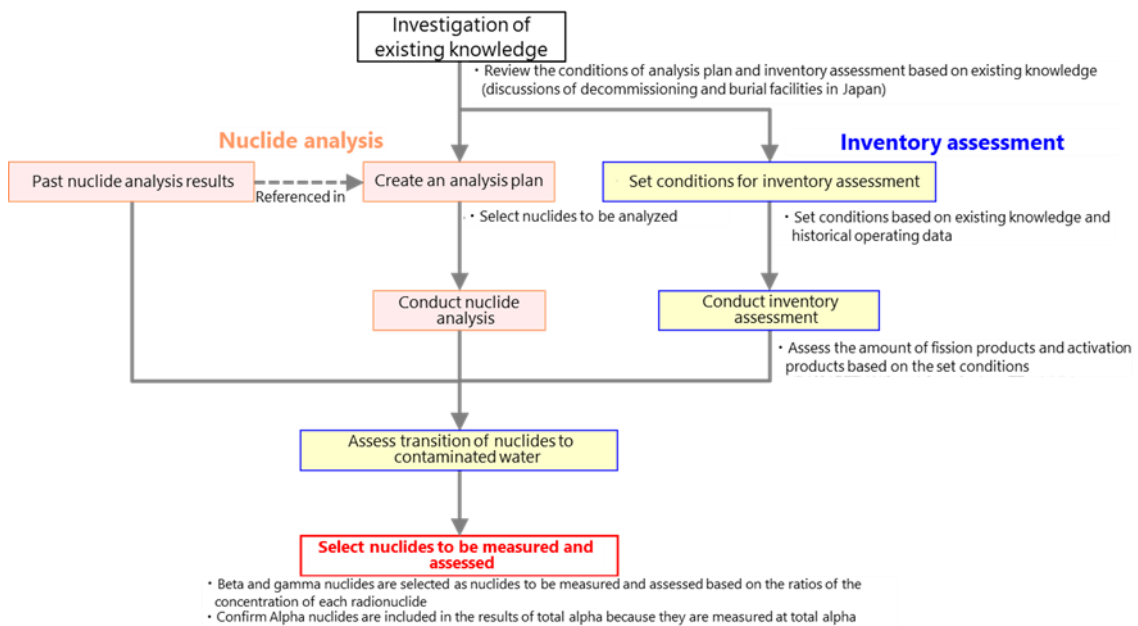 Investigation of
existing knowledge
・Review the conditions of analysis plan and inventory assessment based on existing knowledge
(discussions of decommissioning and burial facilities in Japan)
Nuclide analysis
Inventory assessment
Past nuclide analysis results
Referenced in
Create an analysis plan
Set conditions for inventory assessment
・Select nuclides to be analyzed
・Set conditions based on existing knowledge and
historical operating data
Conduct nuclide
analysis
Conduct inventory
assessment
・Assess the amount of fission products and activation
products based on the set conditions
Assess transition of nuclides to
contaminated water
Select nuclides to be measured and
assessed
・Beta and gamma nuclides are selected as nuclides to be measured and assessed based on the ratios of the
concentration of each radionuclide
・Confirm Alpha nuclides are included in the results of total alpha because they are measured at total alpha